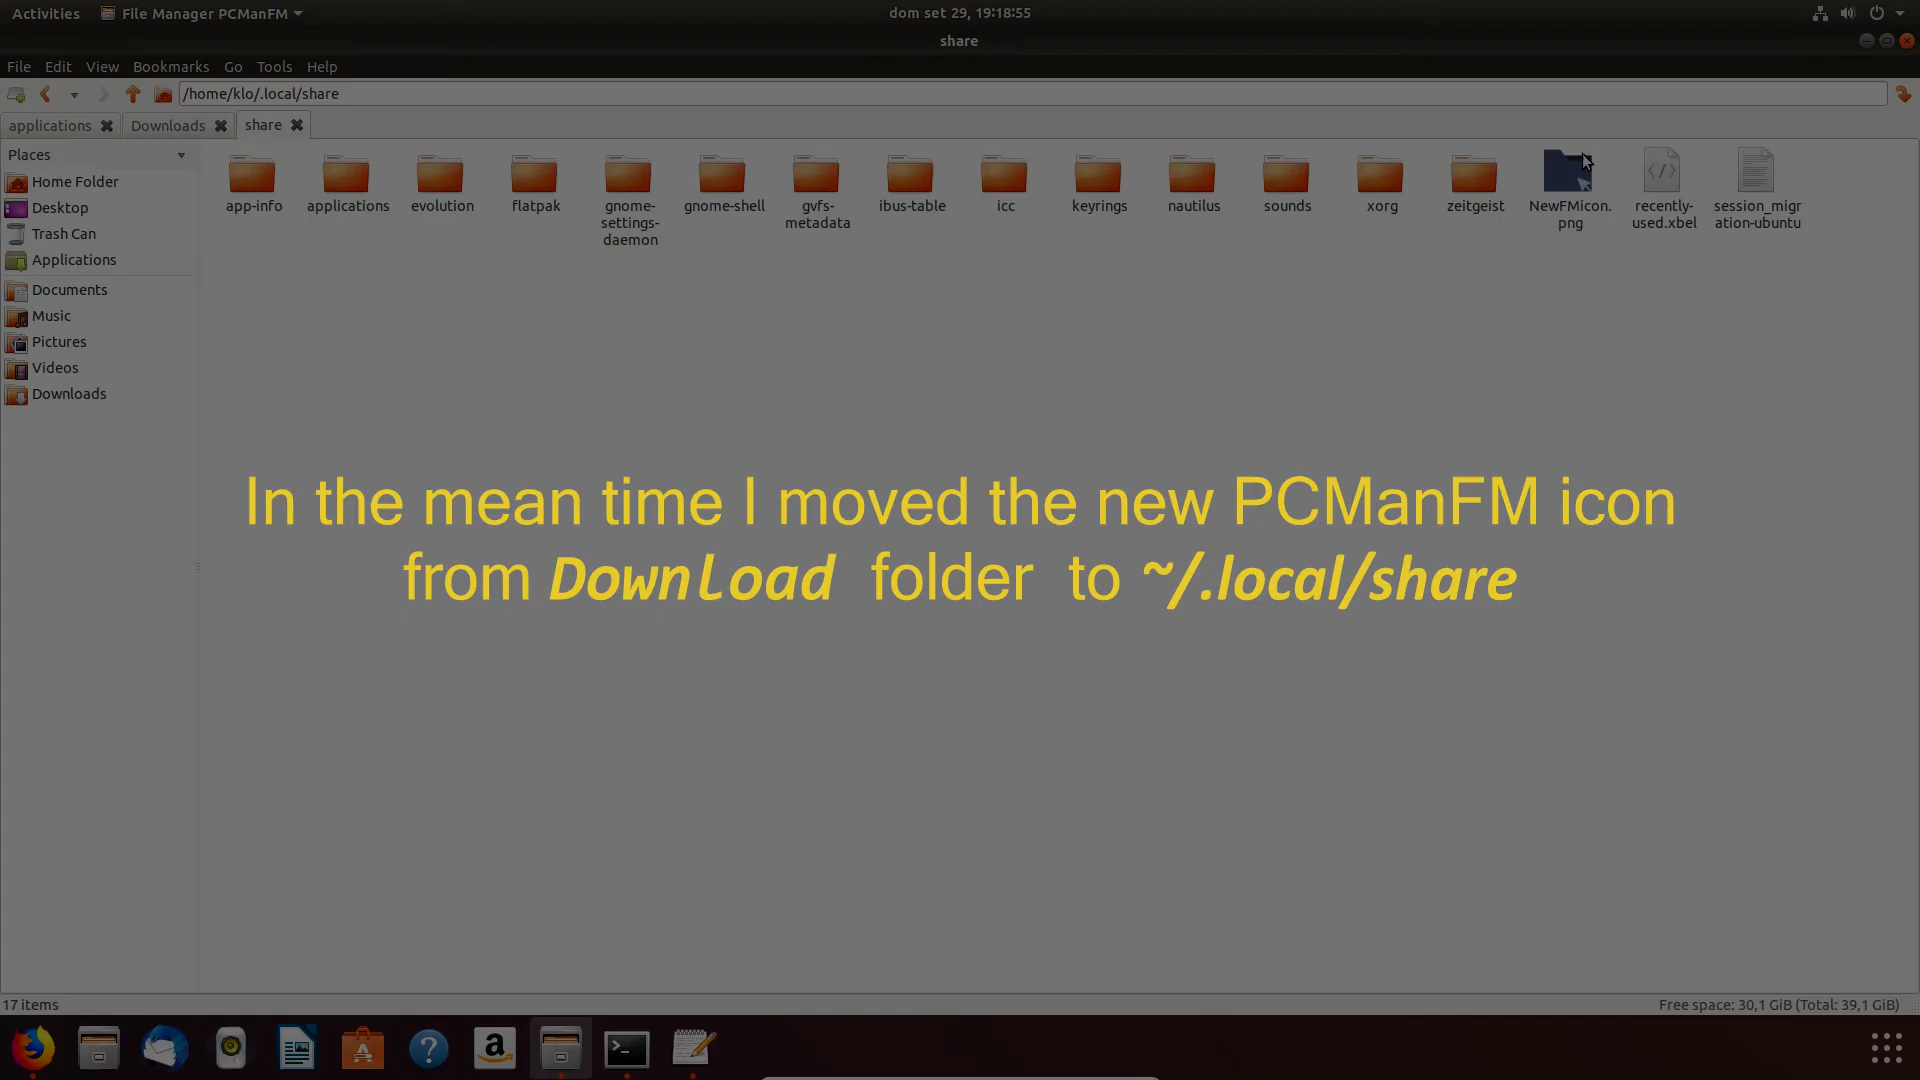 Activities File Manager PCManFM dom set 29, 19:18:55
share
File Edit View Bookmarks Go Tools Help
/home/klo/.local/share
applications Downloads share
Places
Home Folder
Desktop
Trash Can
Applications
Documents
Music
Pictures
Videos
Downloads
app-info
applications
evolution
flatpak
gnome-
settings-
daemon
gnome-shell
gvfs-
metadata
ibus-table
icc
keyrings
nautilus
sounds
xorg
zeitgeist
NewFMicon.
png
recently-
used.xbel
session_migr
ation-ubuntu
In the mean time I moved the new PCManFM icon
from Download folder to ~/.local/share
17 items Free space: 30,1 GiB (Total: 39,1 GiB)